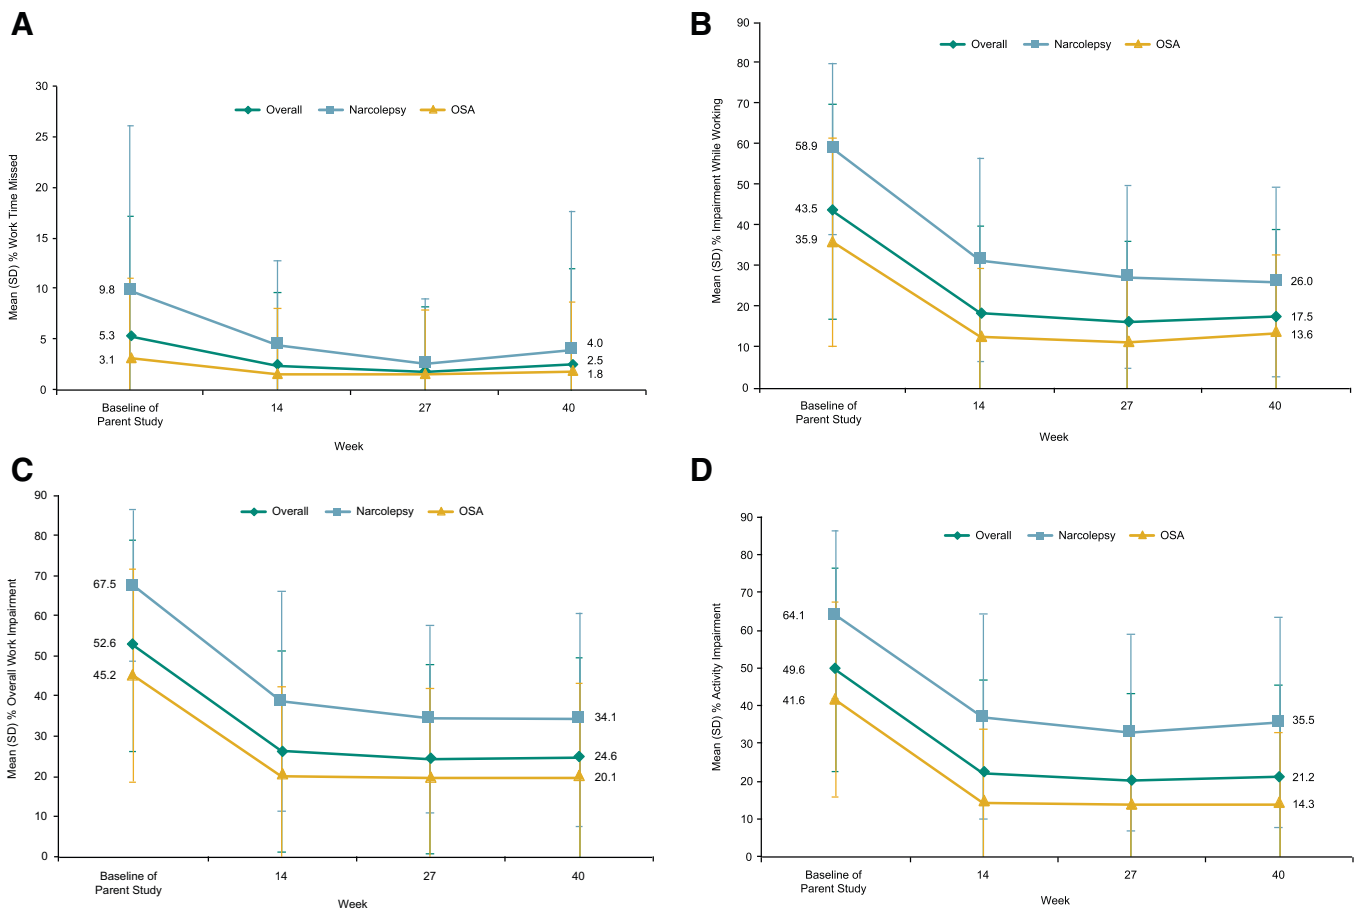 A
Mean (SD) % Work Time Missed
30
25
20
15
10
5
0
Overall
Narcolepsy
OSA
9.8
5.3
3.1
4.0
2.5
1.8
Baseline of
Parent Study
14
27
40
Week
B
Mean (SD) % Impairment While Working
90
80
70
60
50
40
30
20
10
0
Overall
Narcolepsy
OSA
58.9
43.5
35.9
26.0
17.5
13.6
Baseline of
Parent Study
14
27
40
Week
C
Mean (SD) % Overall Work Impairment
90
80
70
60
50
40
30
20
10
0
Overall
Narcolepsy
OSA
67.5
52.6
45.2
34.1
24.6
20.1
Baseline of
Parent Study
14
27
40
Week
D
Mean (SD) % Activity Impairment
90
80
70
60
50
40
30
20
10
0
Overall
Narcolepsy
OSA
64.1
49.6
41.6
35.5
21.2
14.3
Baseline of
Parent Study
14
27
40
Week